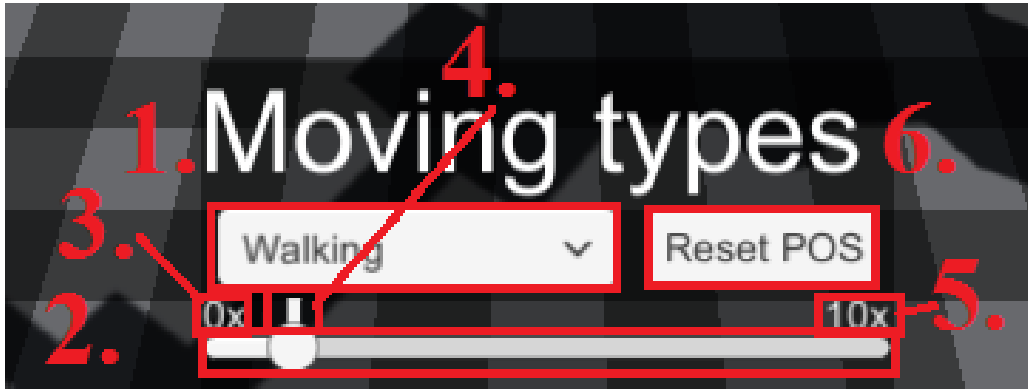 4.
1. Moving types 6.
3. Walking Reset POS
2. 0x 10x 5.